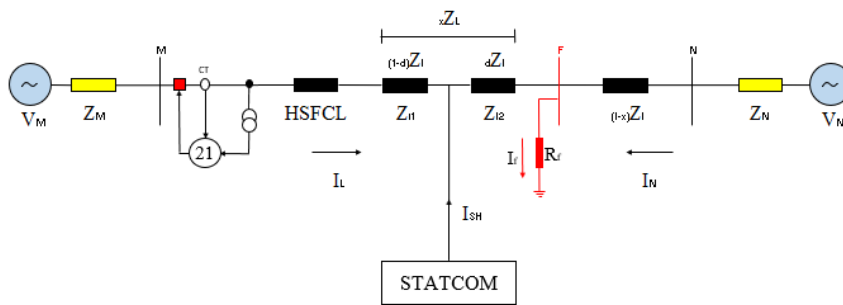 xZL
M
F
N
CT
(1-d)Zl
dZl
VM
ZM
HSFCL
Zl1
Zl2
(l-x)Zl
ZN
VN
21
If
Rf
IL
IN
ISH
STATCOM